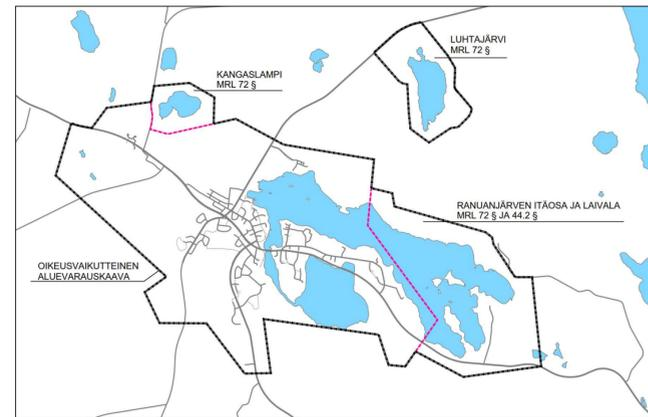 LUHTAJÄRVI
MRL 72 §
KANGASLAMPI
MRL 72 §
RANUANJÄRVEN ITÄOSA JA LAIVALA
MRL 72 § JA 44.2 §
OIKEUSVAIKUTTEINEN
ALUEVARAUSKAAVA